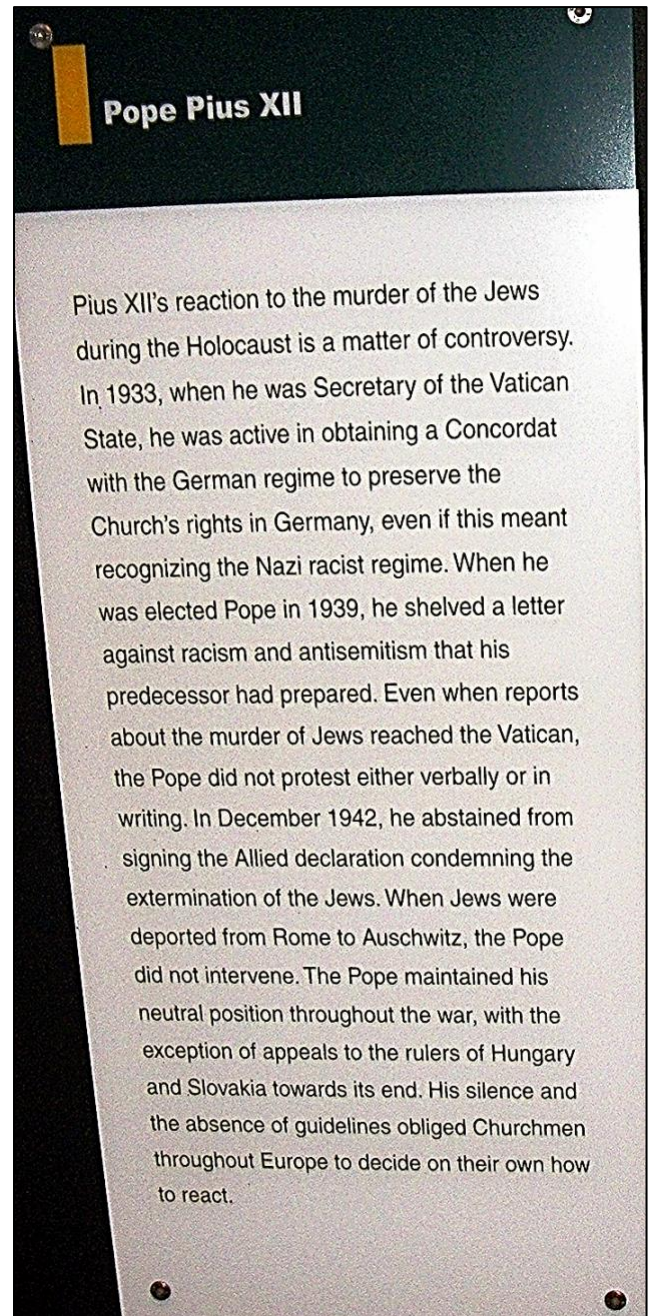 Pope Pius XII
Pius XII's reaction to the murder of the Jews
during the Holocaust is a matter of controversy.
In 1933, when he was Secretary of the Vatican
State, he was active in obtaining a Concordat
with the German regime to preserve the
Church's rights in Germany, even if this meant
recognizing the Nazi racist regime. When he
was elected Pope in 1939, he shelved a letter
against racism and antisemitism that his
predecessor had prepared. Even when reports
about the murder of Jews reached the Vatican,
the Pope did not protest either verbally or in
writing. In December 1942, he abstained from
signing the Allied declaration condemning the
extermination of the Jews. When Jews were
deported from Rome to Auschwitz, the Pope
did not intervene. The Pope maintained his
neutral position throughout the war, with the
exception of appeals to the rulers of Hungary
and Slovakia towards its end. His silence and
the absence of guidelines obliged Churchmen
throughout Europe to decide on their own how
to react.